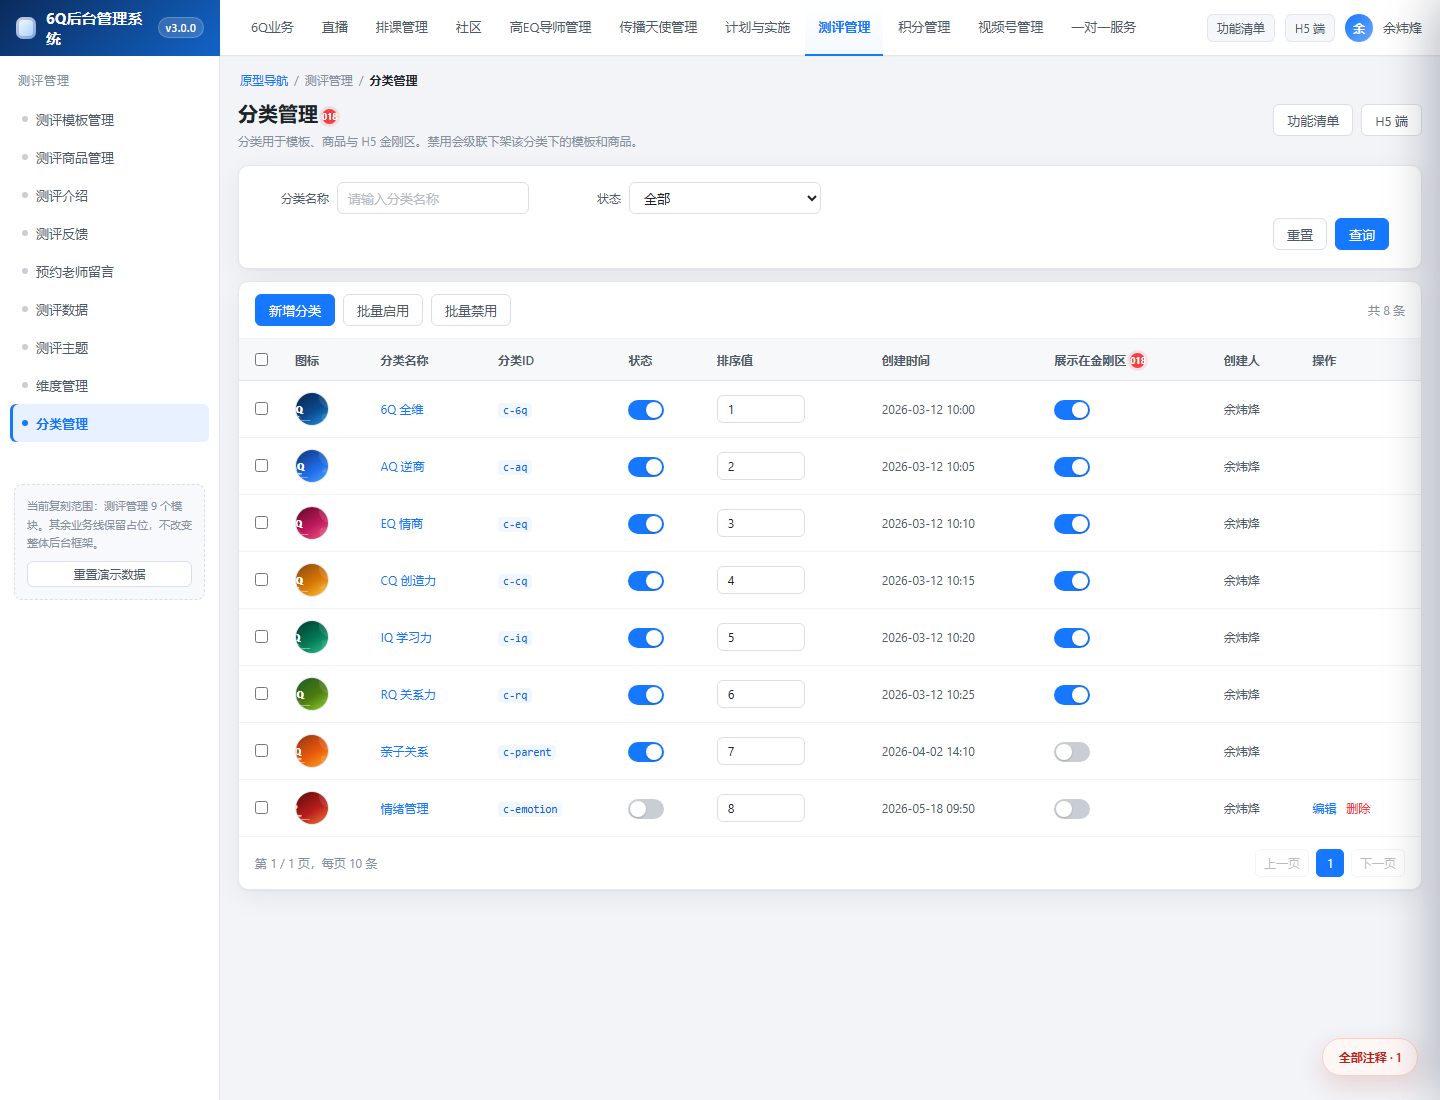 6Q后台管理系统 v3.0.0
6Q业务 直播 排课管理 社区 高EQ导师管理 传播天使管理 计划与实施 测评管理 积分管理 视频号管理 一对一服务 功能清单 H5 端 余 余炜烽
测评管理
测评模板管理
测评商品管理
测评介绍
测评反馈
预约老师留言
测评数据
测评主题
维度管理
分类管理
当前复刻范围：测评管理 9 个模
块。其余业务线保留占位，不改变
整体后台框架。
重置演示数据
原型导航 / 测评管理 / 分类管理
分类管理 018
功能清单 H5 端
分类用于模板、商品与 H5 金刚区。禁用会级联下架该分类下的模板和商品。
分类名称 请输入分类名称 状态 全部
重置 查询
新增分类 批量启用 批量禁用 共 8 条
图标 分类名称 分类ID 状态 排序值 创建时间 展示在金刚区 018 创建人 操作
6Q 全维 c-6q 1 2026-03-12 10:00 余炜烽
AQ 逆商 c-aq 2 2026-03-12 10:05 余炜烽
EQ 情商 c-eq 3 2026-03-12 10:10 余炜烽
CQ 创造力 c-cq 4 2026-03-12 10:15 余炜烽
IQ 学习力 c-iq 5 2026-03-12 10:20 余炜烽
RQ 关系力 c-rq 6 2026-03-12 10:25 余炜烽
亲子关系 c-parent 7 2026-04-02 14:10 余炜烽
情绪管理 c-emotion 8 2026-05-18 09:50 余炜烽 编辑 删除
第 1 / 1 页，每页 10 条 上一页 1 下一页
全部注释 · 1